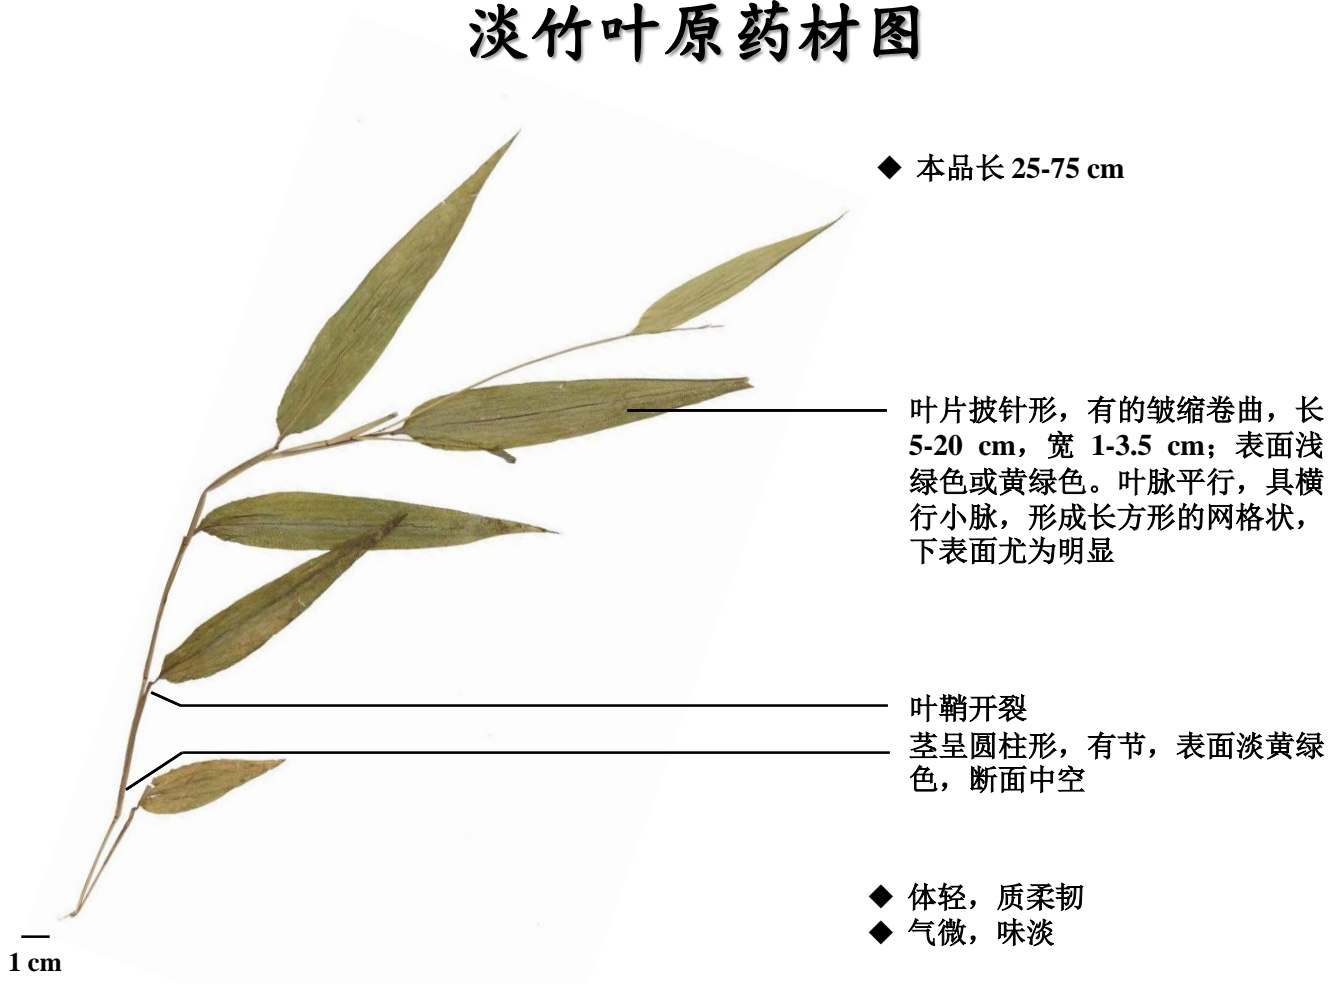 淡竹叶原药材图
◆ 本品长 25-75 cm
叶片披针形，有的皱缩卷曲，长
5-20 cm，宽 1-3.5 cm；表面浅
绿色或黄绿色。叶脉平行，具横
行小脉，形成长方形的网格状，
下表面尤为明显
叶鞘开裂
茎呈圆柱形，有节，表面淡黄绿
色，断面中空
◆ 体轻，质柔韧
◆ 气微，味淡
1 cm